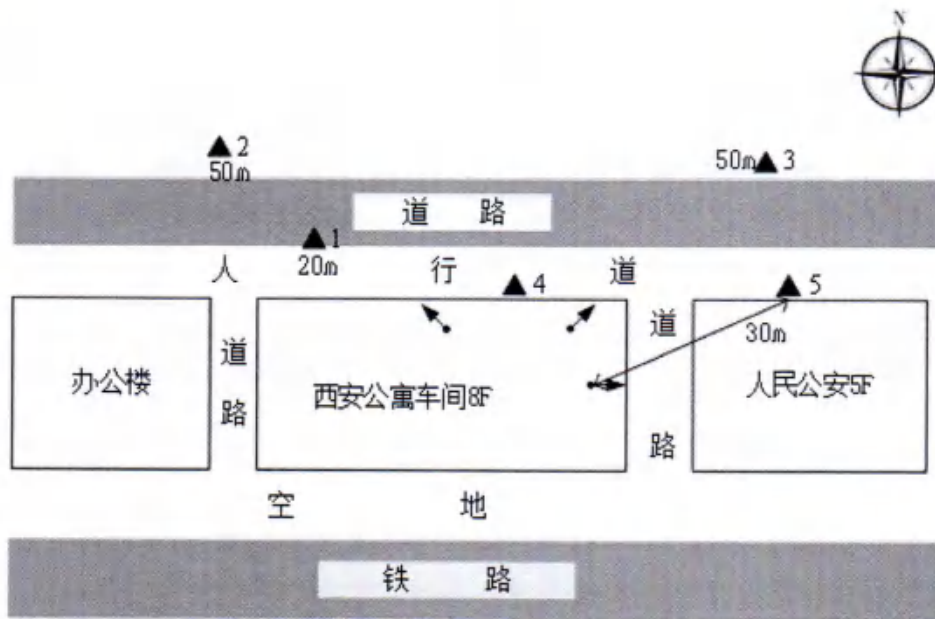 N
▲2
50m
50m▲3
道 路
▲1
20m
人 行 道
▲4
▲5
道 路
道 路
30m
办公楼
西安公寓车间8F
人民公安5F
空 地
铁 路